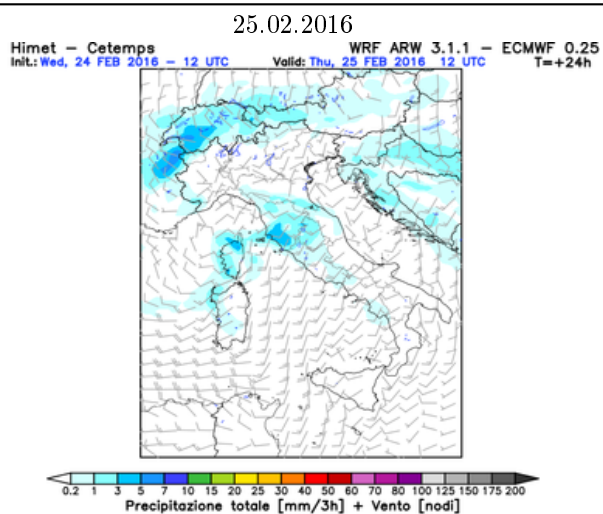 25.02.2016
Himet - Cetemps WRF ARW 3.1.1 - ECMWF 0.25
Init.: Wed, 24 FEB 2016 - 12 UTC Valid: Thu, 25 FEB 2016 12 UTC T=+24h
0.2 1 3 5 7 10 15 20 25 30 40 50 60 70 80 100 125 150 175 200
Precipitazione totale [mm/3h] + Vento [nodi]